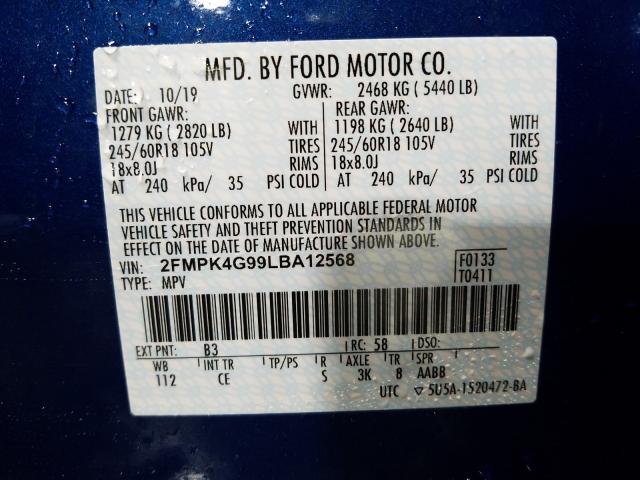 MFD. BY FORD MOTOR CO.
DATE: 10/19 GVWR: 2468 KG ( 5440 LB)
FRONT GAWR: REAR GAWR:
1279 KG ( 2820 LB) WITH 1198 KG ( 2640 LB) WITH
245/60R18 105V TIRES 245/60R18 105V TIRES
18x8.0J RIMS 18x8.0J RIMS
AT 240 kPa/ 35 PSI COLD AT 240 kPa/ 35 PSI COLD
THIS VEHICLE CONFORMS TO ALL APPLICABLE FEDERAL MOTOR
VEHICLE SAFETY AND THEFT PREVENTION STANDARDS IN
EFFECT ON THE DATE OF MANUFACTURE SHOWN ABOVE.
VIN: 2FMPK4G99LBA12568 F0133
TYPE: MPV T0411
EXT PNT: B3 RC: 58 DSO:
WB INT TR TP/PS R AXLE TR SPR
112 CE S 3K 8 AABB
UTC ▽ 5U5A-1520472-BA